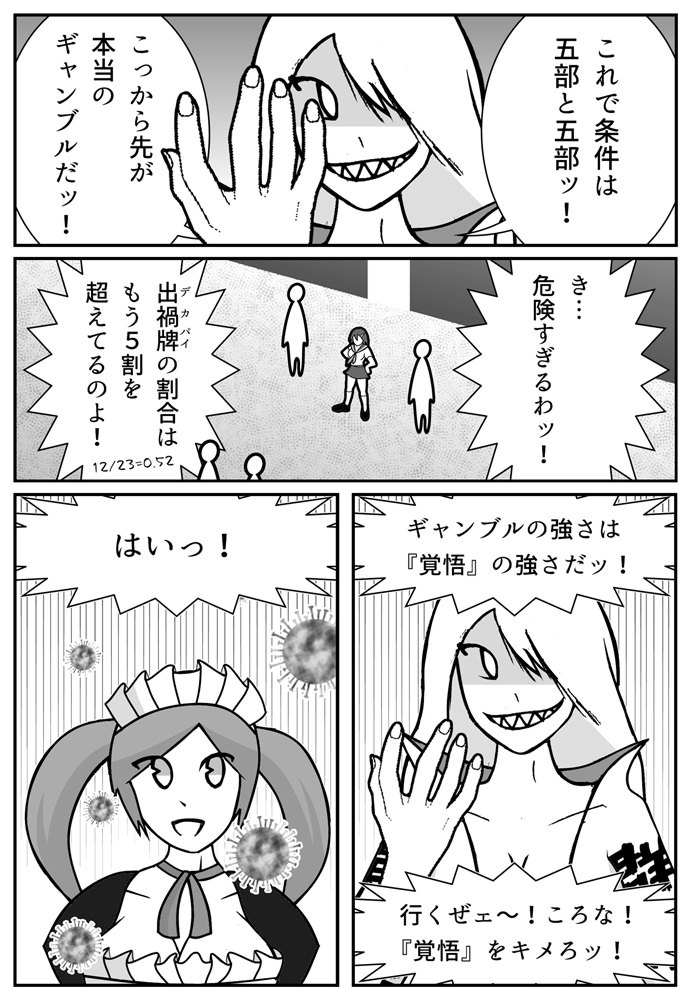 これで条件は
五部と五部ッ！
こっから先が
本当の
ギャンブルだッ！
き…
危険すぎるわッ！
出禍牌の割合は
デカパイ
もう５割を
超えてるのよ！
12/23=0.52
ギャンブルの強さは
『覚悟』の強さだッ！
行くぜェ～！ころな！
『覚悟』をキメろッ！
はいっ！